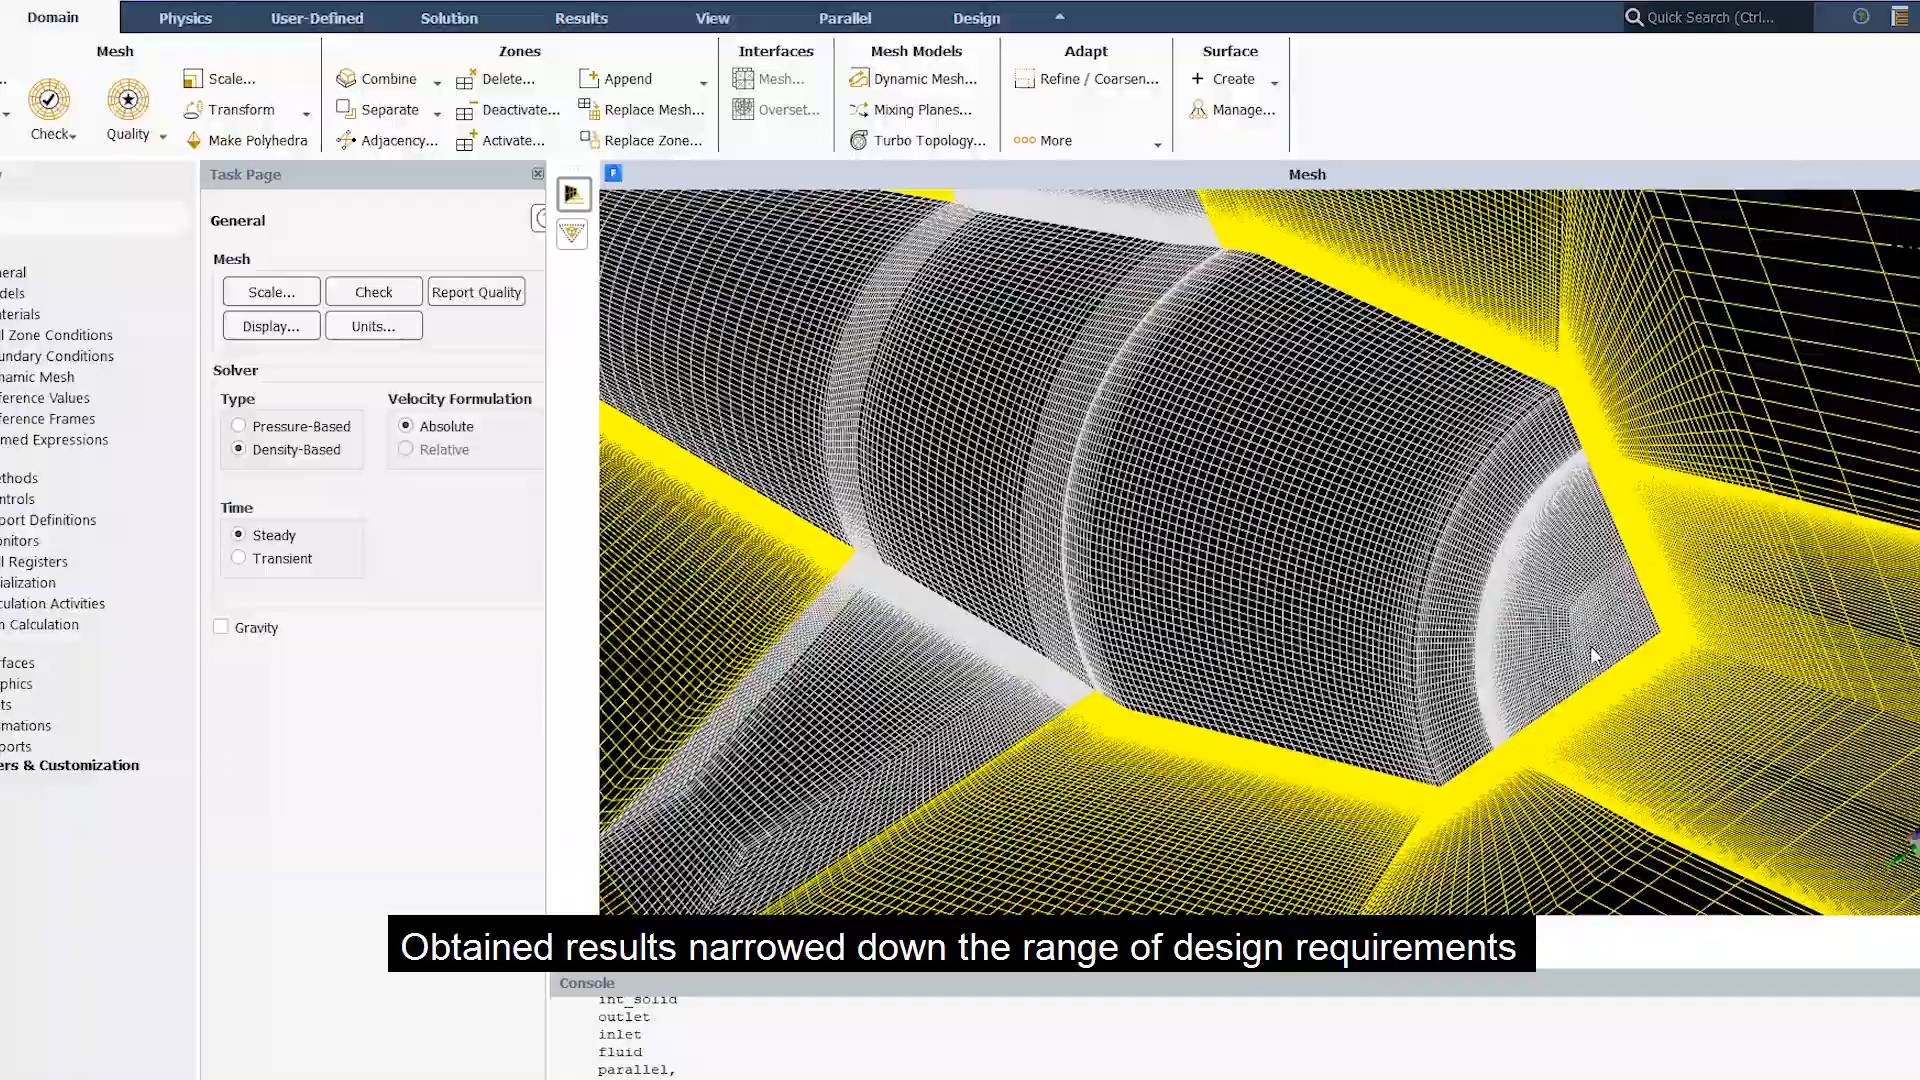 Domain Physics User-Defined Solution Results View Parallel Design Quick Search (Ctrl...
Mesh Zones Interfaces Mesh Models Adapt Surface
Scale... Combine Delete... Append Mesh... Dynamic Mesh... Refine / Coarsen... Create
Transform Separate Deactivate... Replace Mesh... Overset... Mixing Planes... Manage...
Check Quality
Make Polyhedra Adjacency... Activate... Replace Zone... Turbo Topology... More
Task Page
Mesh
General
Mesh
Scale... Check Report Quality
Display... Units...
Solver
Type Velocity Formulation
Pressure-Based Absolute
Density-Based Relative
Time
Steady
Transient
Gravity
eral
dels
terials
ll Zone Conditions
undary Conditions
namic Mesh
ference Values
ference Frames
med Expressions
ethods
ntrols
port Definitions
nitors
ll Registers
ialization
culation Activities
n Calculation
faces
phics
ts
mations
ports
ers & Customization
Obtained results narrowed down the range of design requirements
Console
int_solid
outlet
inlet
fluid
parallel,